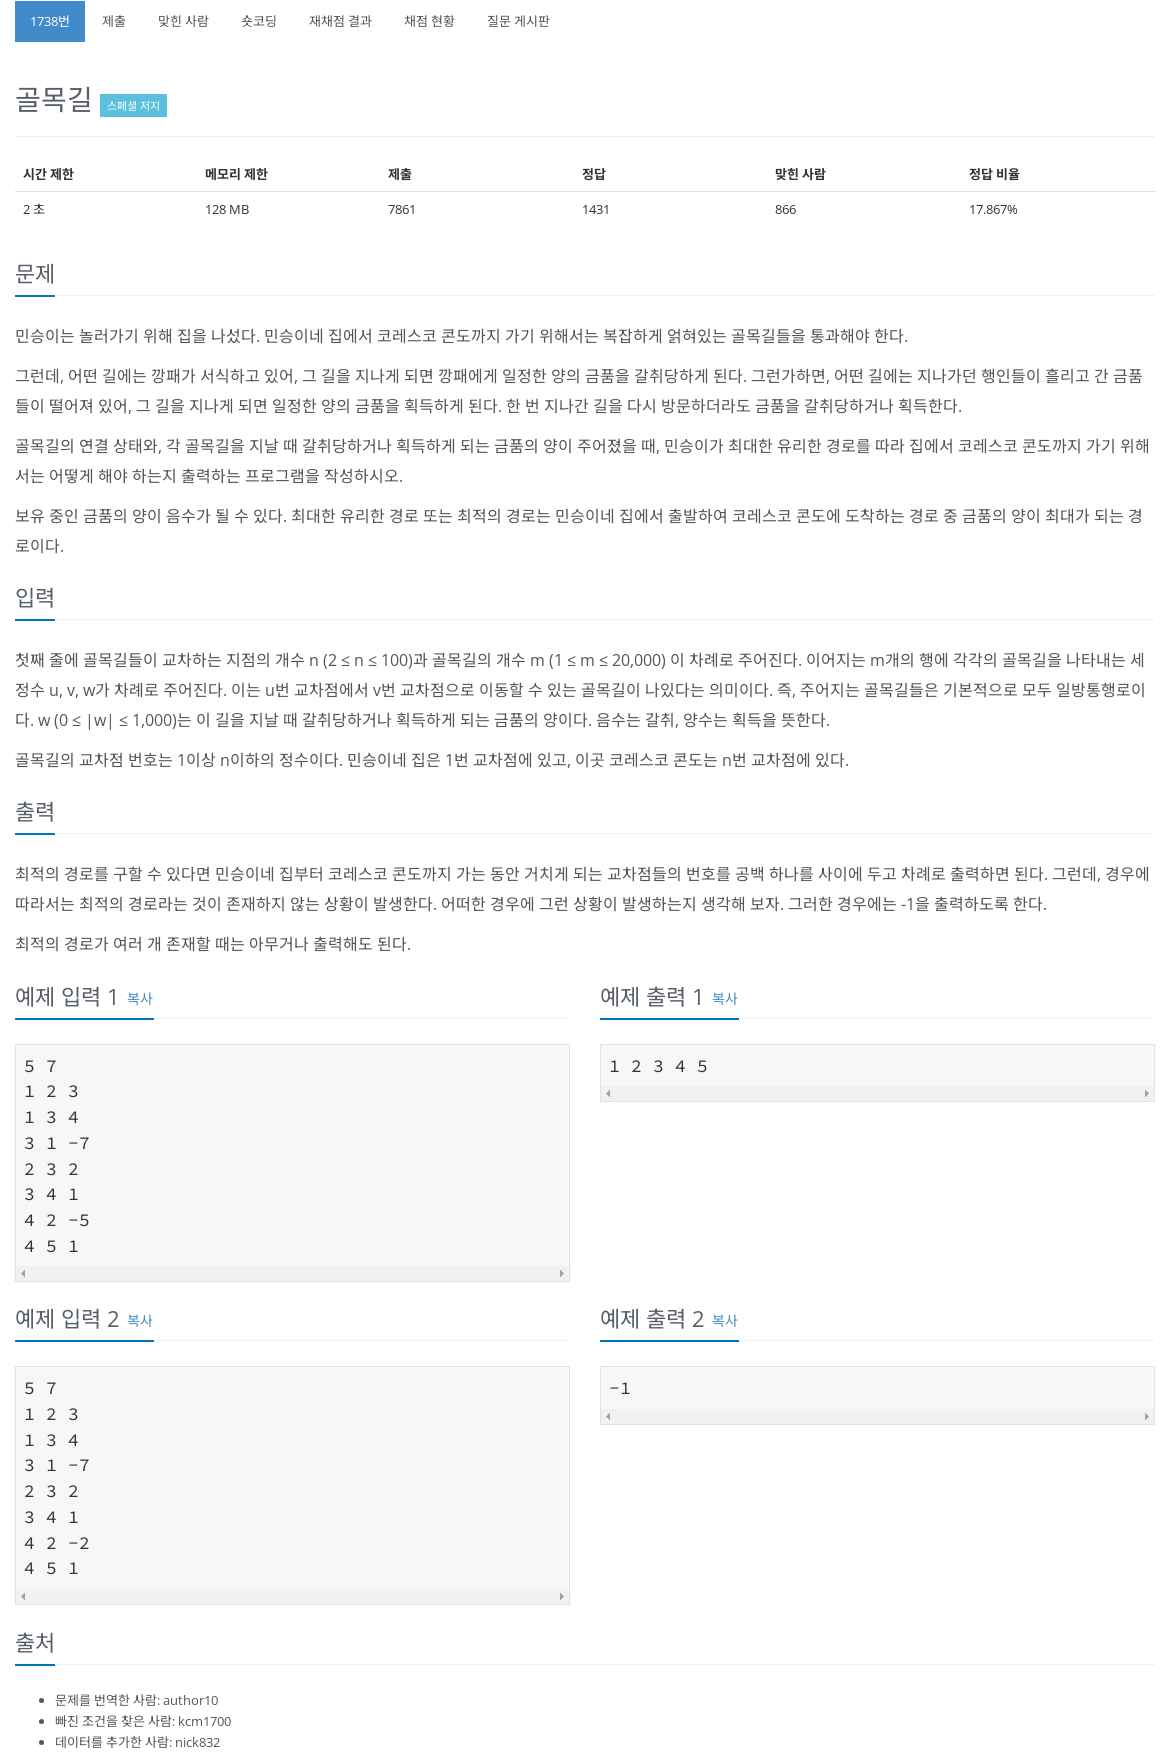 1738번 제출 맞힌 사람 숏코딩 재채점 결과 채점 현황 질문 게시판
골목길 스페셜 저지
시간 제한 메모리 제한 제출 정답 맞힌 사람 정답 비율
2 초 128 MB 7861 1431 866 17.867%
문제
민승이는 놀러가기 위해 집을 나섰다. 민승이네 집에서 코레스코 콘도까지 가기 위해서는 복잡하게 얽혀있는 골목길들을 통과해야 한다.
그런데, 어떤 길에는 깡패가 서식하고 있어, 그 길을 지나게 되면 깡패에게 일정한 양의 금품을 갈취당하게 된다. 그런가하면, 어떤 길에는 지나가던 행인들이 흘리고 간 금품
들이 떨어져 있어, 그 길을 지나게 되면 일정한 양의 금품을 획득하게 된다. 한 번 지나간 길을 다시 방문하더라도 금품을 갈취당하거나 획득한다.
골목길의 연결 상태와, 각 골목길을 지날 때 갈취당하거나 획득하게 되는 금품의 양이 주어졌을 때, 민승이가 최대한 유리한 경로를 따라 집에서 코레스코 콘도까지 가기 위해
서는 어떻게 해야 하는지 출력하는 프로그램을 작성하시오.
보유 중인 금품의 양이 음수가 될 수 있다. 최대한 유리한 경로 또는 최적의 경로는 민승이네 집에서 출발하여 코레스코 콘도에 도착하는 경로 중 금품의 양이 최대가 되는 경
로이다.
입력
첫째 줄에 골목길들이 교차하는 지점의 개수 n (2 ≤ n ≤ 100)과 골목길의 개수 m (1 ≤ m ≤ 20,000) 이 차례로 주어진다. 이어지는 m개의 행에 각각의 골목길을 나타내는 세
정수 u, v, w가 차례로 주어진다. 이는 u번 교차점에서 v번 교차점으로 이동할 수 있는 골목길이 나있다는 의미이다. 즉, 주어지는 골목길들은 기본적으로 모두 일방통행로이
다. w (0 ≤ |w| ≤ 1,000)는 이 길을 지날 때 갈취당하거나 획득하게 되는 금품의 양이다. 음수는 갈취, 양수는 획득을 뜻한다.
골목길의 교차점 번호는 1이상 n이하의 정수이다. 민승이네 집은 1번 교차점에 있고, 이곳 코레스코 콘도는 n번 교차점에 있다.
출력
최적의 경로를 구할 수 있다면 민승이네 집부터 코레스코 콘도까지 가는 동안 거치게 되는 교차점들의 번호를 공백 하나를 사이에 두고 차례로 출력하면 된다. 그런데, 경우에
따라서는 최적의 경로라는 것이 존재하지 않는 상황이 발생한다. 어떠한 경우에 그런 상황이 발생하는지 생각해 보자. 그러한 경우에는 -1을 출력하도록 한다.
최적의 경로가 여러 개 존재할 때는 아무거나 출력해도 된다.
예제 입력 1 복사
5 7
1 2 3
1 3 4
3 1 -7
2 3 2
3 4 1
4 2 -5
4 5 1
예제 출력 1 복사
1 2 3 4 5
예제 입력 2 복사
5 7
1 2 3
1 3 4
3 1 -7
2 3 2
3 4 1
4 2 -2
4 5 1
예제 출력 2 복사
-1
출처
문제를 번역한 사람: author10
빠진 조건을 찾은 사람: kcm1700
데이터를 추가한 사람: nick832